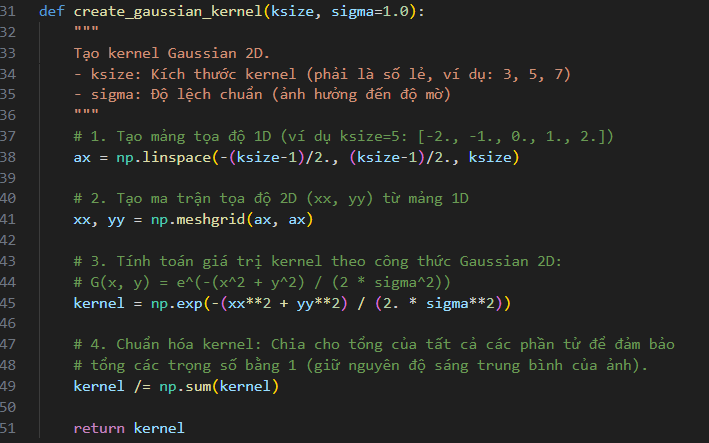 31 def create_gaussian_kernel(ksize, sigma=1.0):
32     """
33     Tạo kernel Gaussian 2D.
34     - ksize: Kích thước kernel (phải là số lẻ, ví dụ: 3, 5, 7)
35     - sigma: Độ lệch chuẩn (ảnh hưởng đến độ mờ)
36     """
37     # 1. Tạo mảng tọa độ 1D (ví dụ ksize=5: [-2., -1., 0., 1., 2.])
38     ax = np.linspace(-(ksize-1)/2., (ksize-1)/2., ksize)
39
40     # 2. Tạo ma trận tọa độ 2D (xx, yy) từ mảng 1D
41     xx, yy = np.meshgrid(ax, ax)
42
43     # 3. Tính toán giá trị kernel theo công thức Gaussian 2D:
44     # G(x, y) = e^(-(x^2 + y^2) / (2 * sigma^2))
45     kernel = np.exp(-(xx**2 + yy**2) / (2. * sigma**2))
46
47     # 4. Chuẩn hóa kernel: Chia cho tổng của tất cả các phần tử để đảm bảo
48     # tổng các trọng số bằng 1 (giữ nguyên độ sáng trung bình của ảnh).
49     kernel /= np.sum(kernel)
50
51     return kernel